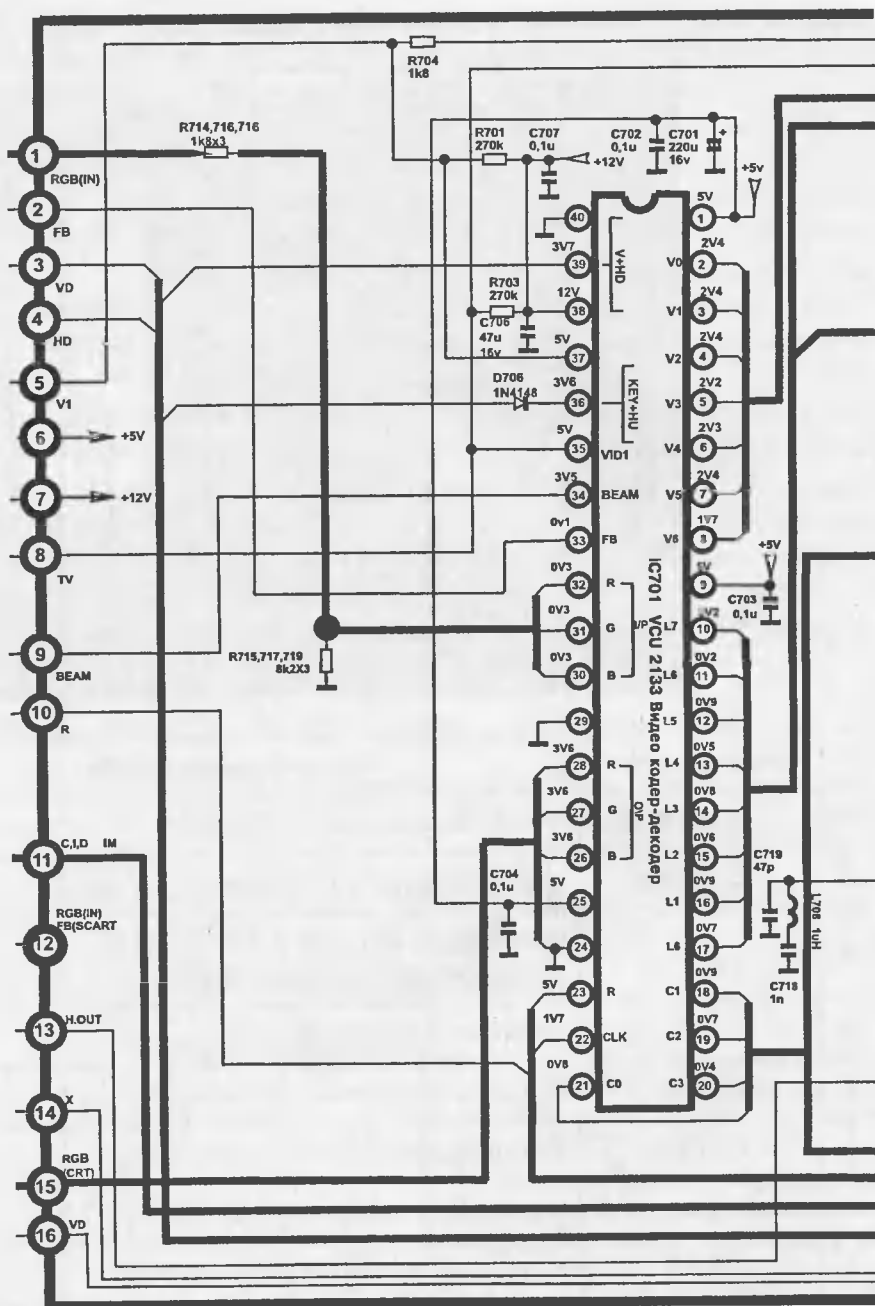 R704
1k8
R714,716,716
1k8x3
R701
270k
C707
0,1u
+12V
C702
0,1u
C701
220u
16v
+
+5v
1
RGB(IN)
2
FB
3
VD
4
HD
5
V1
6
+5V
7
+12V
8
TV
9
BEAM
10
R
11
C,I,D IM
RGB(IN)
FB(SCART
12
13
H.OUT
14
X
RGB
(CRT)
15
16
VD
R703
270k
C706
47u
16v
D706
1N4148
R715,717,719
8k2X3
C704
0,1u
40
3V7
39
V+HD
12V
38
5V
37
3V6
36
KEY+HU
5V
35
VID1
3V5
34
BEAM
0v1
33
FB
0V3
32
R
0V3
31
G
I/P
0V3
30
B
29
3V6
28
R
3V6
27
G
O/P
3V6
26
B
5V
25
24
5V
23
R
1V7
22
CLK
0V8
21
C0
IC701 VCU 2133 Видео кодер-декодер
5V
1
2V4
V0
2
2V4
V1
3
2V4
V2
4
2V2
V3
5
2V3
V4
6
2V4
V5
7
1V7
V6
8
5V
9
+5V
C703
0,1u
L7
10
0V2
L6
11
0V9
L5
12
0V5
L4
13
0V8
L3
14
0V6
L2
15
0V9
L1
16
0V7
L6
17
0V9
C1
18
0V7
C2
19
0V4
C3
20
C719
47p
L708 1uH
C718
1n